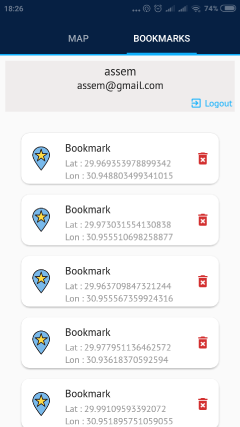 18:26
74%
MAP
BOOKMARKS
assem
assem@gmail.com
Logout
Bookmark
Lat : 29.969353978899342
Lon : 30.948803499341015
Bookmark
Lat : 29.973031554130838
Lon : 30.955510698258877
Bookmark
Lat : 29.963709847321244
Lon : 30.955567359924316
Bookmark
Lat : 29.977951136462572
Lon : 30.93618370592594
Bookmark
Lat : 29.99109593392072
Lon : 30.951895751059055